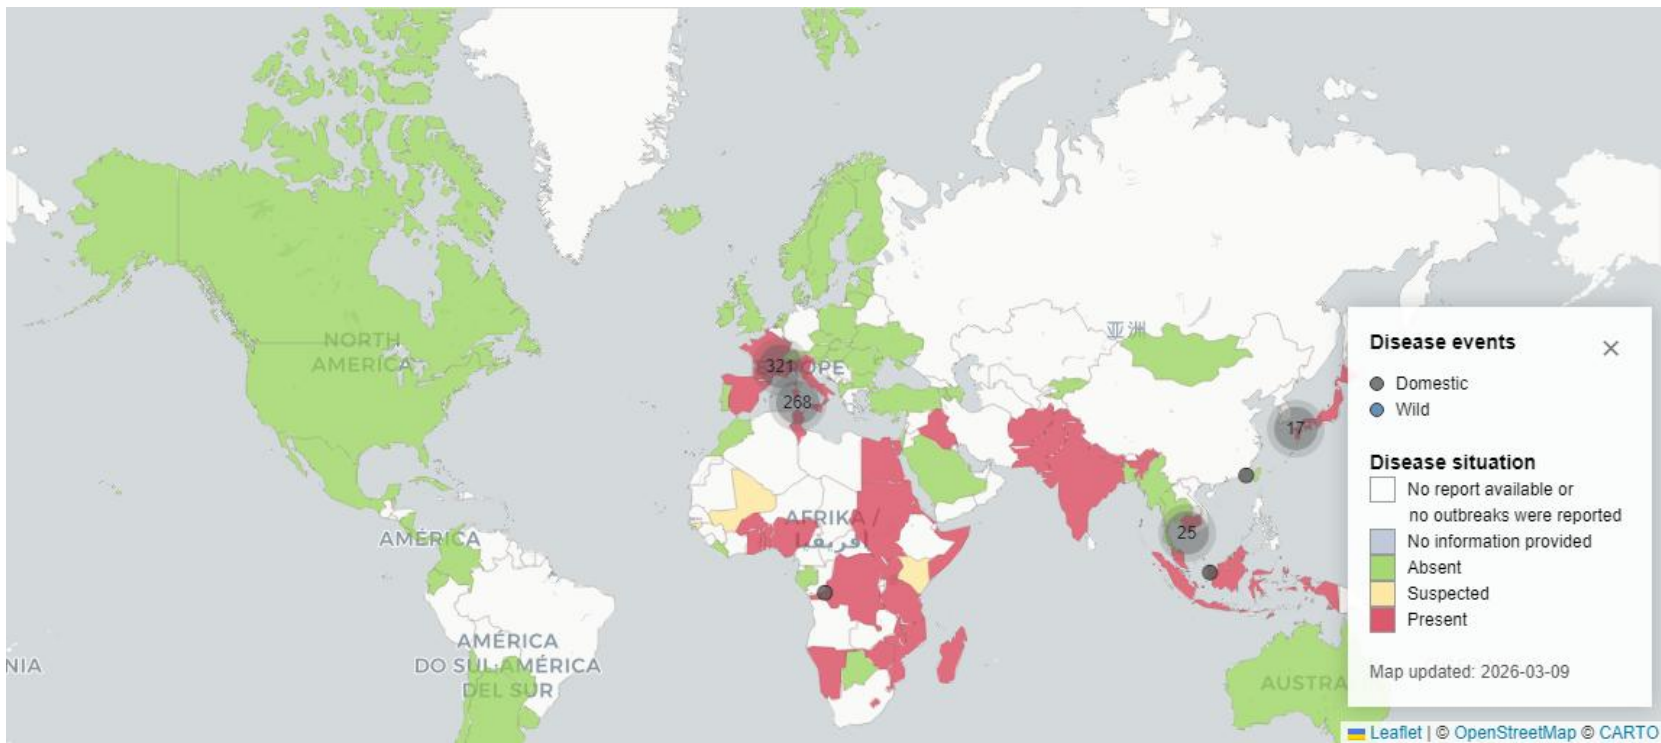 NORTH
AMERICA
321
OPE
268
亚洲
17
25
AFRIKA /
أفريقيا
AMÉRICA
AMÉRICA
DO SUL
AMÉRICA
DEL SUR
NIA
AUSTRA
Disease events
×
Domestic
Wild
Disease situation
No report available or
no outbreaks were reported
No information provided
Absent
Suspected
Present
Map updated: 2026-03-09
Leaflet | © OpenStreetMap © CARTO